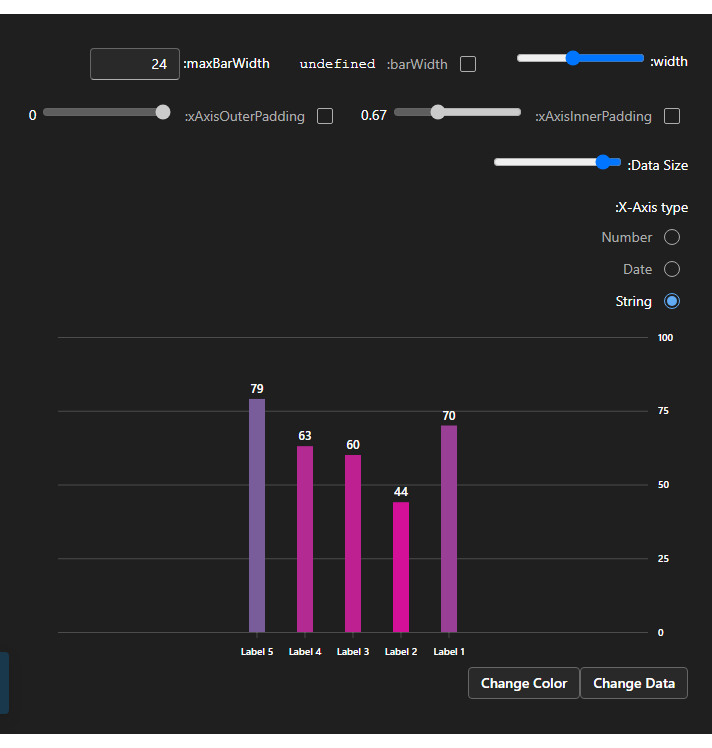 width:
barWidth: undefined
maxBarWidth: 24
xAxisInnerPadding: 0.67
xAxisOuterPadding: 0
Data Size:
X-Axis type:
Number
Date
String
100
79
75
70
63
60
50
44
25
0
Label 5 Label 4 Label 3 Label 2 Label 1
Change Color Change Data